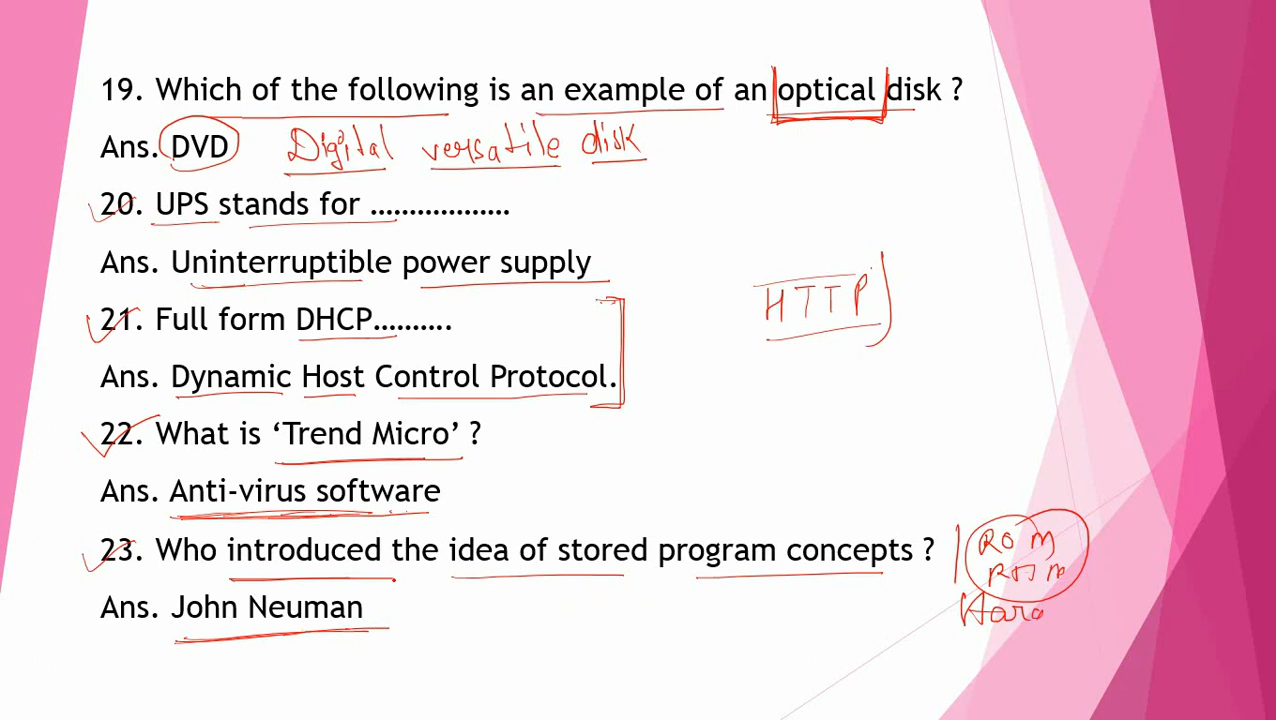 19. Which of the following is an example of an optical disk ?
Ans. DVD Digital versatile disk
20. UPS stands for ..................
Ans. Uninterruptible power supply
HTTP
21. Full form DHCP..........
Ans. Dynamic Host Control Protocol.
22. What is ‘Trend Micro’ ?
Ans. Anti-virus software
23. Who introduced the idea of stored program concepts ?
ROM
Ans. John Neuman